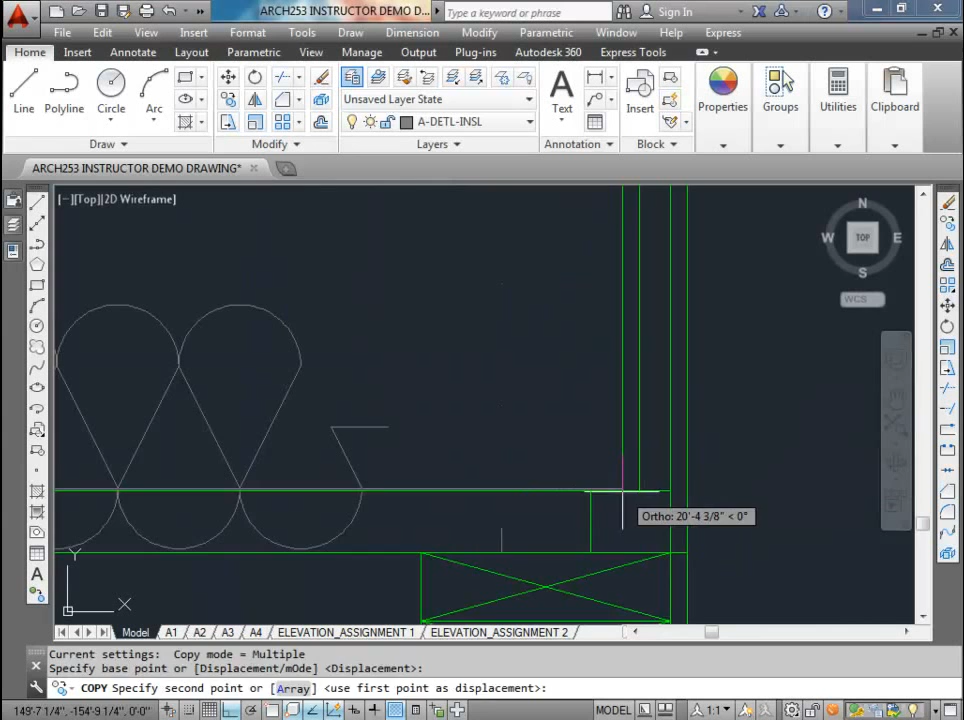 ARCH253 INSTRUCTOR DEMO D...
Type a keyword or phrase
Sign In
File Edit View Insert Format Tools Draw Dimension Modify Parametric Window Help Express
Home Insert Annotate Layout Parametric View Manage Output Plug-ins Autodesk 360 Express Tools
Unsaved Layer State
A-DETL-INSL
Line Polyline Circle Arc Text Insert Properties Groups Utilities Clipboard
Draw Modify Layers Annotation Block
ARCH253 INSTRUCTOR DEMO DRAWING*
[−][Top][2D Wireframe]
N
W TOP E
S
WCS
Ortho: 20'-4 3/8" < 0°
Y
X
Model A1 A2 A3 A4 ELEVATION_ASSIGNMENT 1 ELEVATION_ASSIGNMENT 2
Current settings:  Copy mode = Multiple
Specify base point or [Displacement/mOde] <Displacement>:
COPY Specify second point or [Array] <use first point as displacement>:
149'-7 1/4", -154'-9 1/4", 0'-0" MODEL 1:1